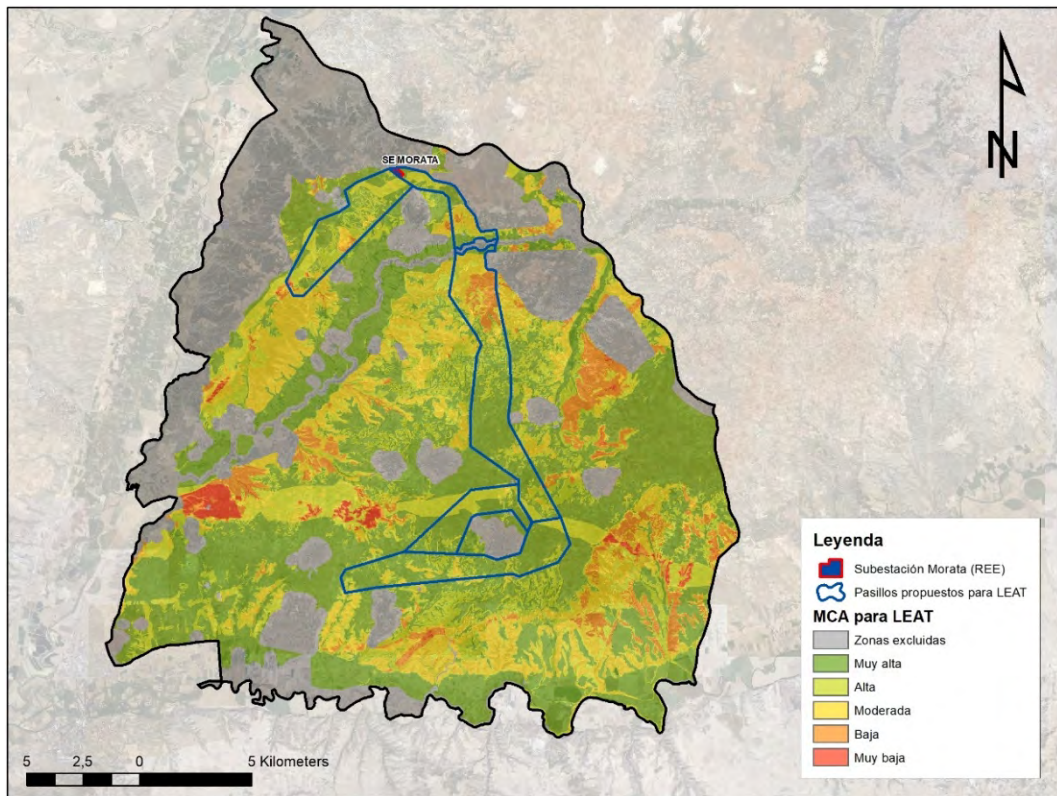 N
SE MORATA
Leyenda
Subestación Morata (REE)
Pasillos propuestos para LEAT
MCA para LEAT
Zonas excluidas
Muy alta
Alta
Moderada
Baja
Muy baja
5 2,5 0 5 Kilometers